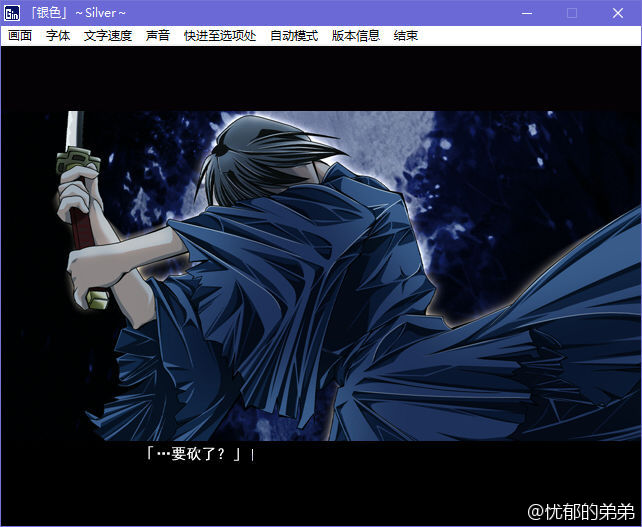 Gin 「银色」～Silver～
画面 字体 文字速度 声音 快进至选项处 自动模式 版本信息 结束
「…要砍了？」
@忧郁的弟弟